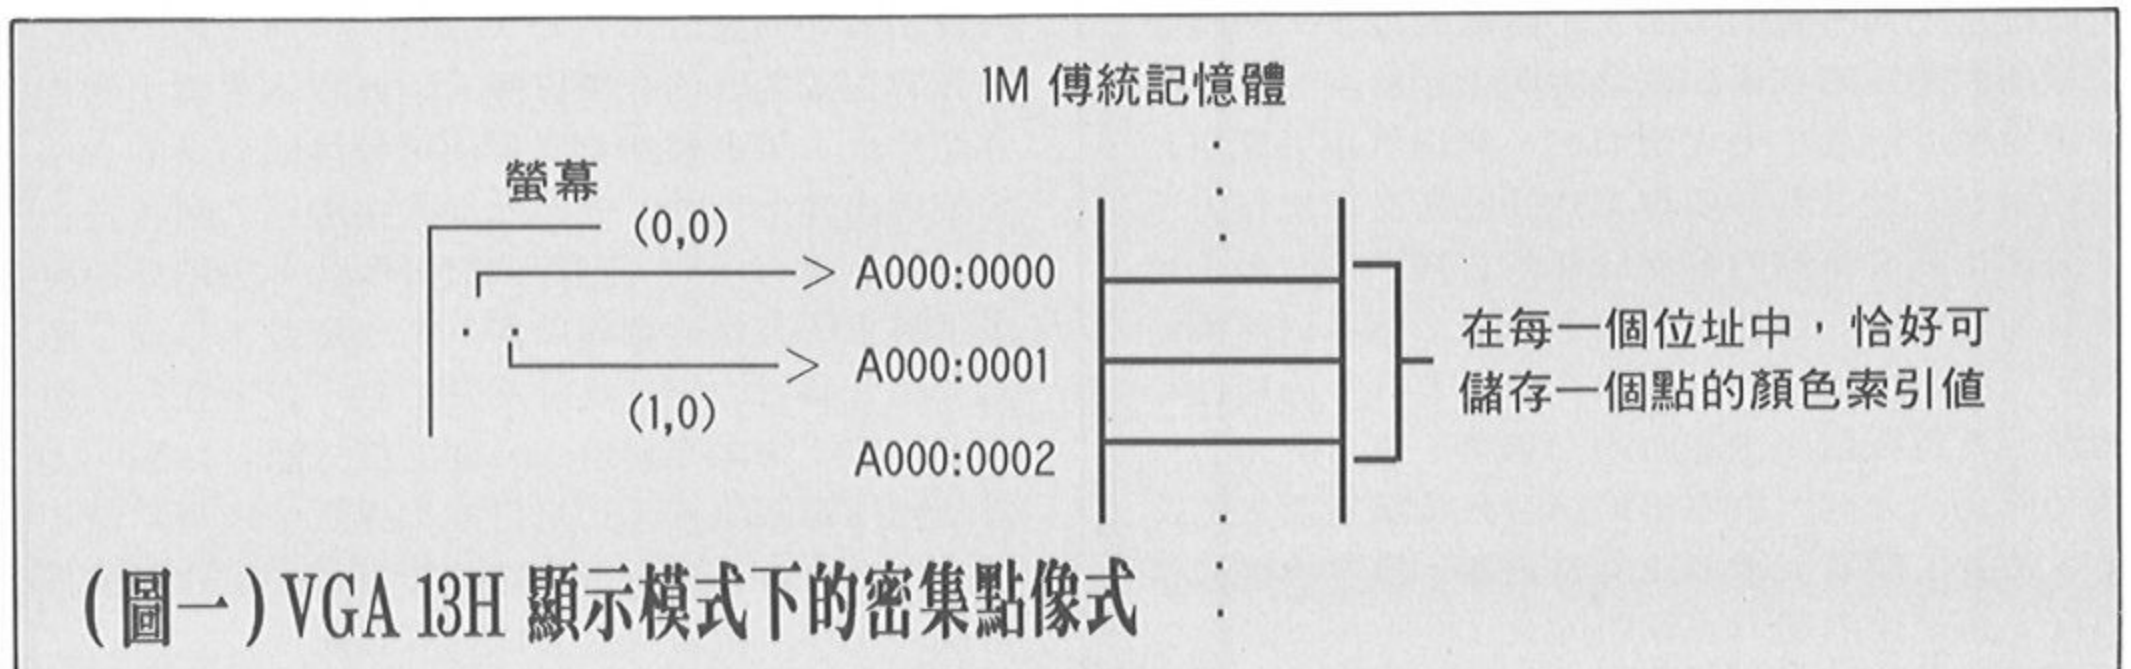 1M 傳統記憶體
螢幕
(0,0)
A000:0000
A000:0001
(1,0)
A000:0002
在每一個位址中，恰好可
儲存一個點的顏色索引值
(圖一) VGA 13H 顯示模式下的密集點像式